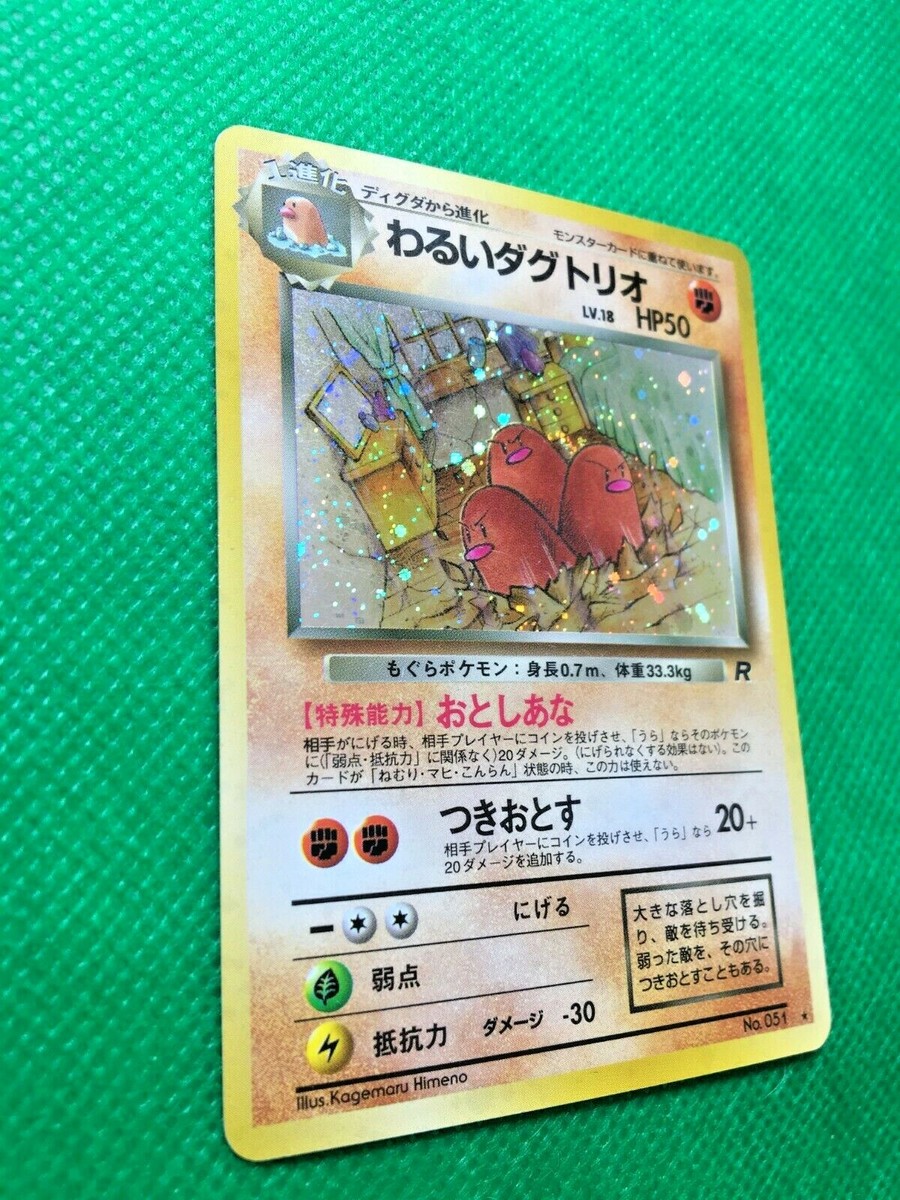 1進化
ディグダから進化
モンスターカードに重ねて使います。
わるいダグトリオ
LV.18 HP50
もぐらポケモン：身長0.7m、体重33.3kg
R
【特殊能力】おとしあな
相手がにげる時、相手プレイヤーにコインを投げさせ、「うら」ならそのポケモン
に（「弱点・抵抗力」に関係なく）20ダメージ。（にげられなくする効果はない）。この
カードが「ねむり・マヒ・こんらん」状態の時、この力は使えない。
つきおとす 20+
相手プレイヤーにコインを投げさせ、「うら」なら
20ダメージを追加する。
にげる
弱点
抵抗力 ダメージ -30
大きな落とし穴を掘
り、敵を待ち受ける。
弱った敵を、その穴に
つきおとすこともある。
Illus.Kagemaru Himeno
No.051 ★